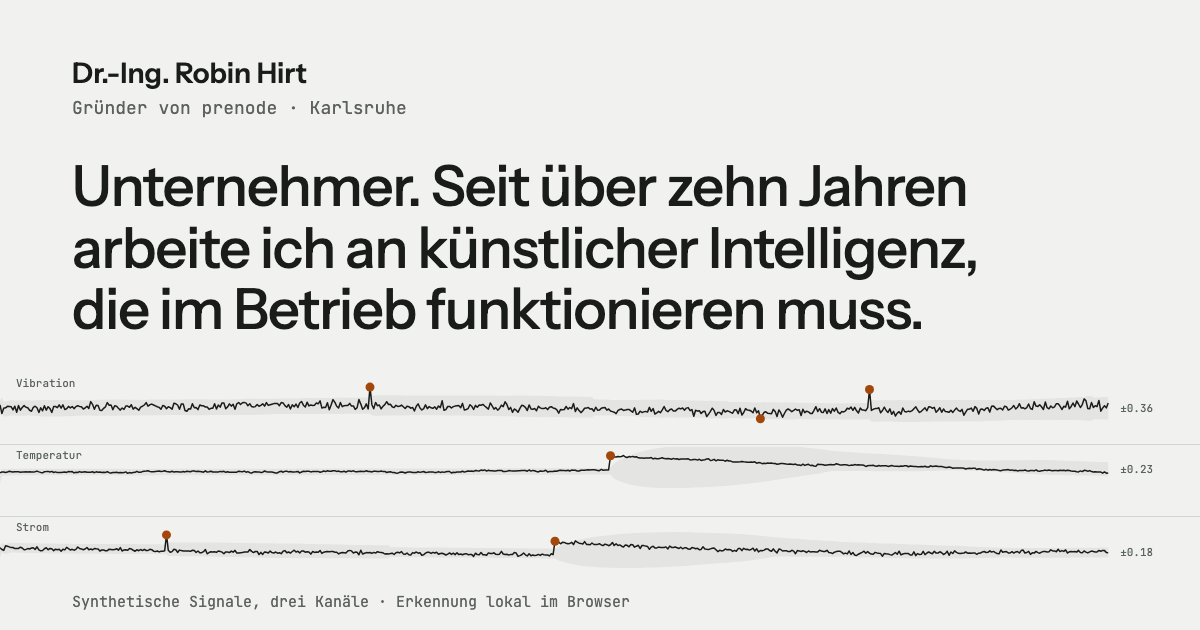 Dr.-Ing. Robin Hirt
Gründer von prenode · Karlsruhe
Unternehmer. Seit über zehn Jahren
arbeite ich an künstlicher Intelligenz,
die im Betrieb funktionieren muss.
Vibration
±0.36
Temperatur
±0.23
Strom
±0.18
Synthetische Signale, drei Kanäle · Erkennung lokal im Browser